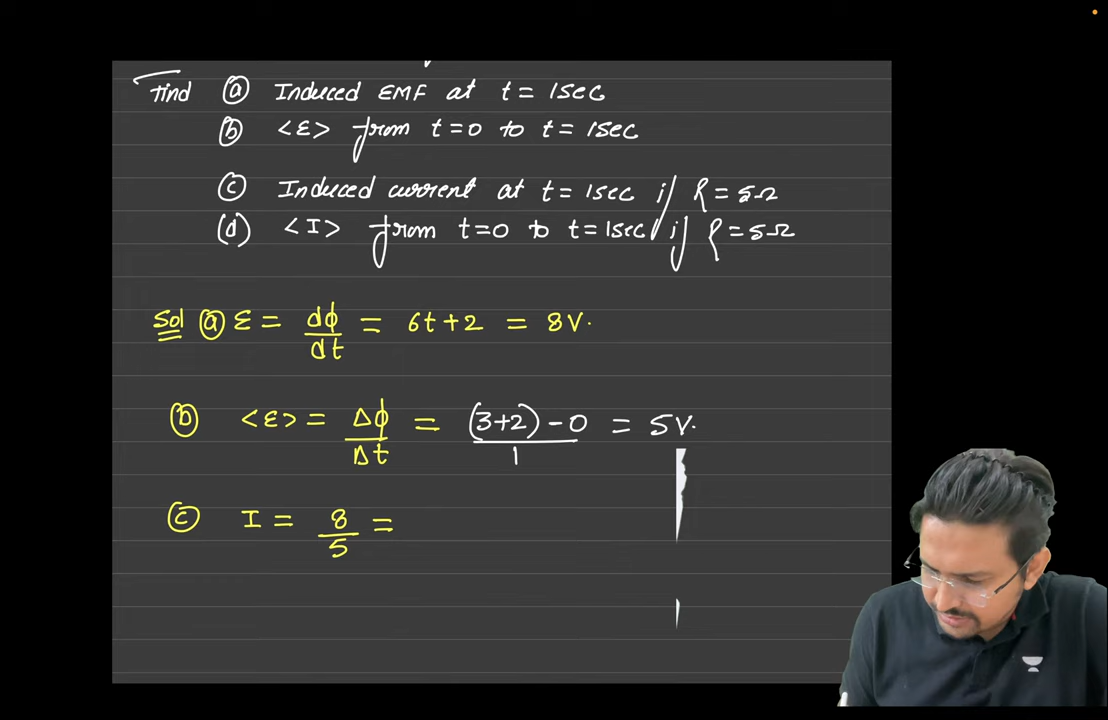 Find (a) Induced EMF at t = 1sec
(b) <ε> from t=0 to t= 1sec
(c) Induced current at t = 1sec if R = 5Ω
(d) <I> from t=0 to t= 1sec if R = 5Ω
Sol (a) ε = dφ/dt = 6t+2 = 8V.
(b) <ε> = Δφ/Δt = (3+2)-0/1 = 5V.
(c) I = 8/5 =